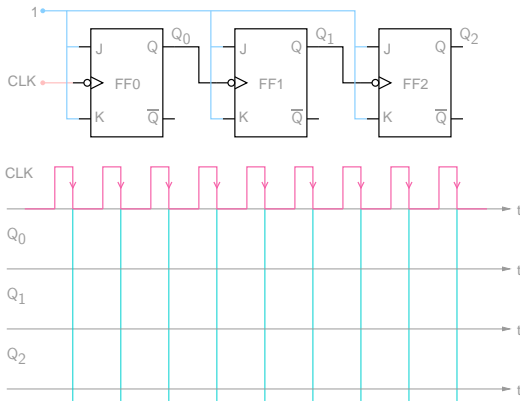 1 Q0 Q1 Q2
J Q J Q J Q
CLK FF0 FF1 FF2
K Q̅ K Q̅ K Q̅
CLK
t
Q0
t
Q1
t
Q2
t